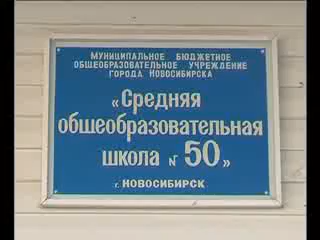 МУНИЦИПАЛЬНОЕ БЮДЖЕТНОЕ
ОБЩЕОБРАЗОВАТЕЛЬНОЕ УЧРЕЖДЕНИЕ
ГОРОДА НОВОСИБИРСКА
«Средняя
общеобразовательная
школа № 50»
г. НОВОСИБИРСК